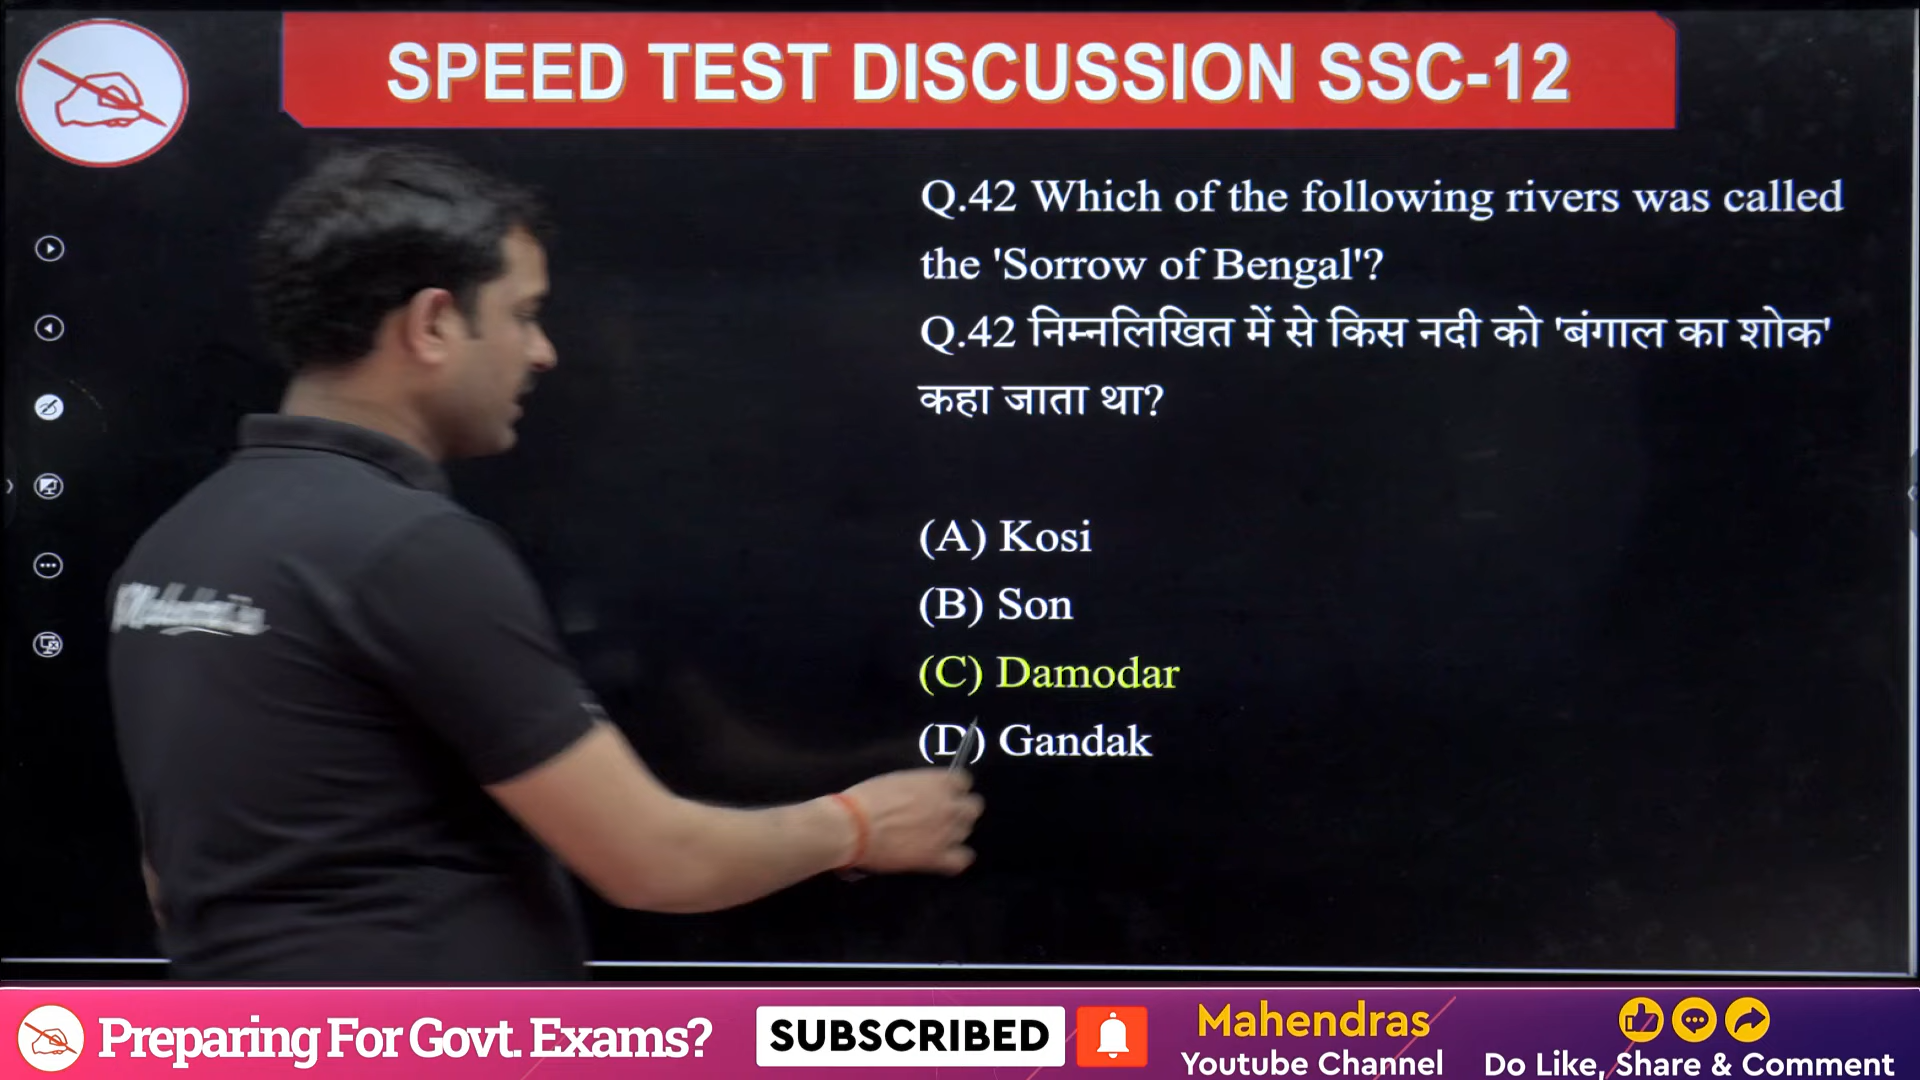 SPEED TEST DISCUSSION SSC-12
Q.42 Which of the following rivers was called
the 'Sorrow of Bengal'?
Q.42 निम्नलिखित में से किस नदी को 'बंगाल का शोक'
कहा जाता था?
(A) Kosi
(B) Son
(C) Damodar
(D) Gandak
Preparing For Govt. Exams?
SUBSCRIBED
Mahendras
Youtube Channel
Do Like, Share & Comment